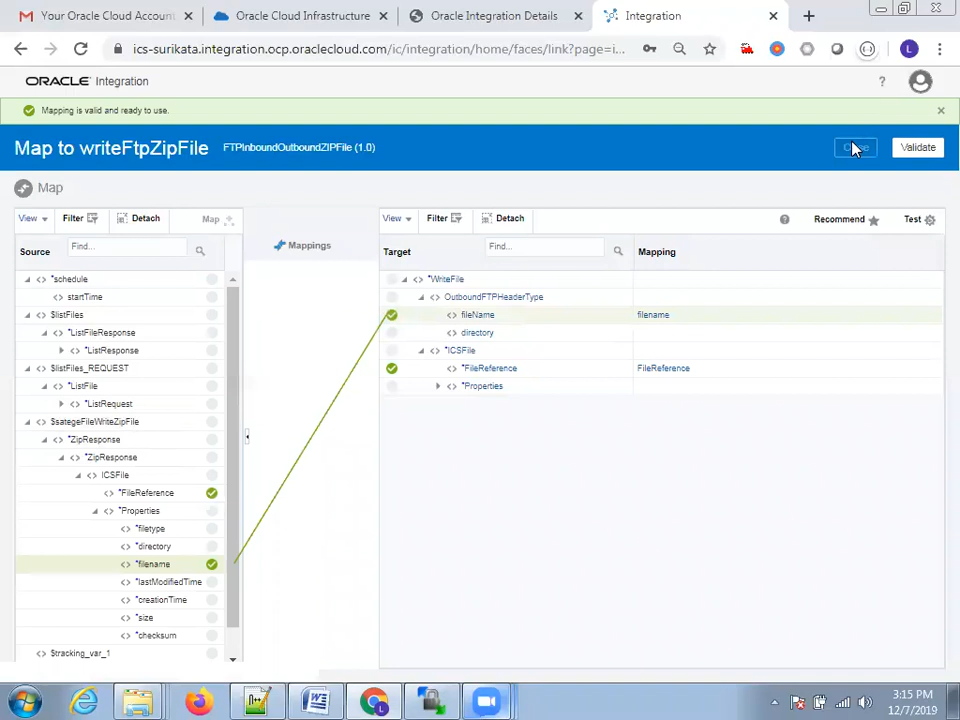 Your Oracle Cloud Accoun
Oracle Cloud Infrastructure
Oracle Integration Details
Integration
ics-surikata.integration.ocp.oraclecloud.com/ic/integration/home/faces/link?page=i...
L
ORACLE Integration
?
Mapping is valid and ready to use.
Map to writeFtpZipFile FTPInboundOutboundZIPFile (1.0)
Close Validate
Map
View Filter Detach Map
Mappings
View Filter Detach
Recommend Test
Source Find...
Target Find... Mapping
*schedule
startTime
$listFiles
*ListFileResponse
*ListResponse
$listFiles_REQUEST
*ListFile
*ListRequest
$sategeFileWriteZipFile
*ZipResponse
*ZipResponse
ICSFile
*FileReference
*Properties
*filetype
*directory
*filename
*lastModifiedTime
*creationTime
*size
*checksum
$tracking_var_1
*WriteFile
OutboundFTPHeaderType
fileName filename
directory
*ICSFile
*FileReference FileReference
*Properties
3:15 PM
12/7/2019